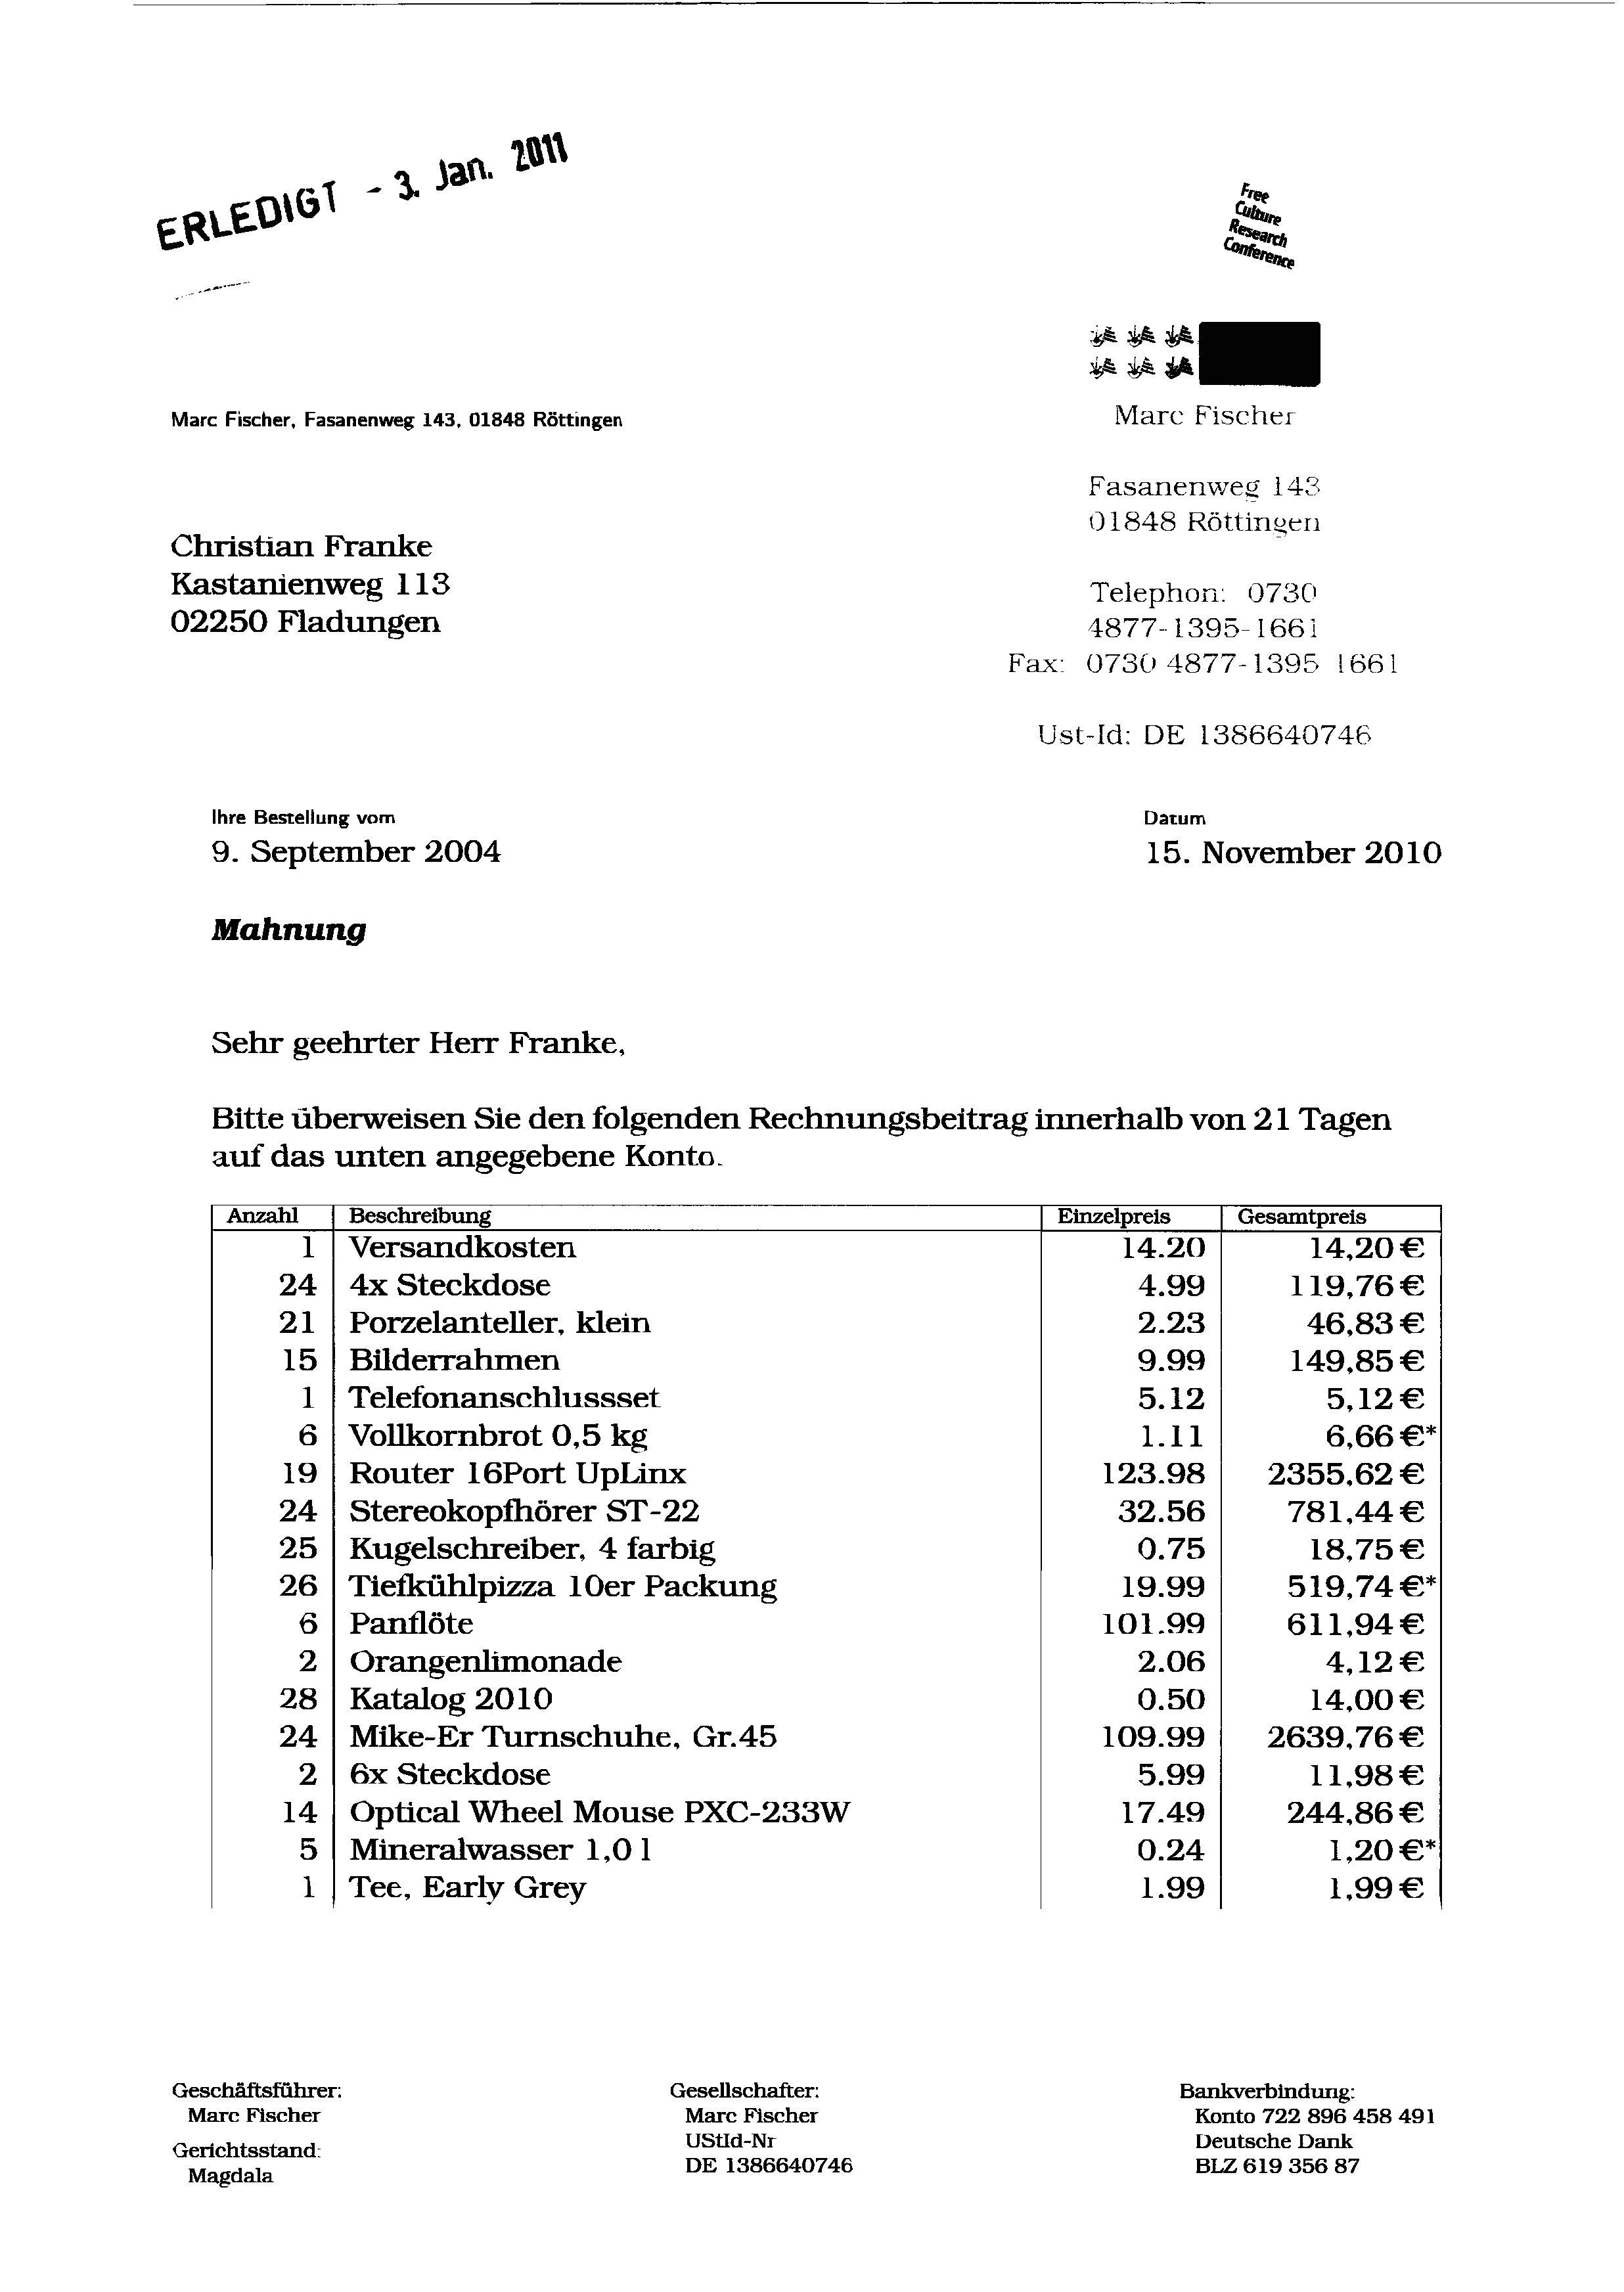 ERLEDIGT - 3. Jan. 2011
Free
Culture
Research
Conference
Marc Fischer, Fasanenweg 143, 01848 Röttingen
Marc Fischer
Fasanenweg 143
01848 Röttingen
Christian Franke
Kastanienweg 113
02250 Fladungen
Telephon: 0730
4877-1395-1661
Fax: 0730 4877-1395 1661
Ust-Id: DE 1386640746
Ihre Bestellung vom Datum
9. September 2004 15. November 2010
Mahnung
Sehr geehrter Herr Franke,
Bitte überweisen Sie den folgenden Rechnungsbeitrag innerhalb von 21 Tagen
auf das unten angegebene Konto.
Anzahl Beschreibung Einzelpreis Gesamtpreis
1 Versandkosten 14.20 14,20 €
24 4x Steckdose 4.99 119,76 €
21 Porzelanteller, klein 2.23 46,83 €
15 Bilderrahmen 9.99 149,85 €
1 Telefonanschlussset 5.12 5,12 €
6 Vollkornbrot 0,5 kg 1.11 6,66 €*
19 Router 16Port UpLinx 123.98 2355,62 €
24 Stereokopfhörer ST-22 32.56 781,44 €
25 Kugelschreiber, 4 farbig 0.75 18,75 €
26 Tiefkühlpizza 10er Packung 19.99 519,74 €*
6 Panflöte 101.99 611,94 €
2 Orangenlimonade 2.06 4,12 €
28 Katalog 2010 0.50 14,00 €
24 Mike-Er Turnschuhe, Gr.45 109.99 2639,76 €
2 6x Steckdose 5.99 11,98 €
14 Optical Wheel Mouse PXC-233W 17.49 244,86 €
5 Mineralwasser 1,0 l 0.24 1,20 €*
1 Tee, Early Grey 1.99 1,99 €
Geschäftsführer:
Marc Fischer
Gerichtsstand:
Magdala
Gesellschafter:
Marc Fischer
UStId-Nr
DE 1386640746
Bankverbindung:
Konto 722 896 458 491
Deutsche Dank
BLZ 619 356 87